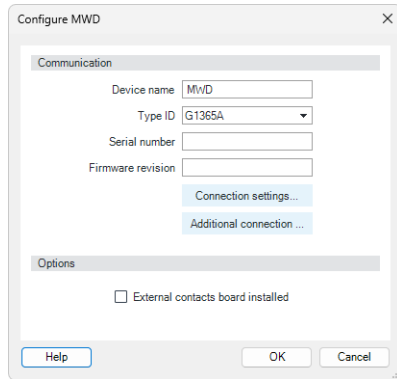 Configure MWD
Communication
Device name MWD
Type ID G1365A
Serial number
Firmware revision
Connection settings...
Additional connection ...
Options
External contacts board installed
Help OK Cancel